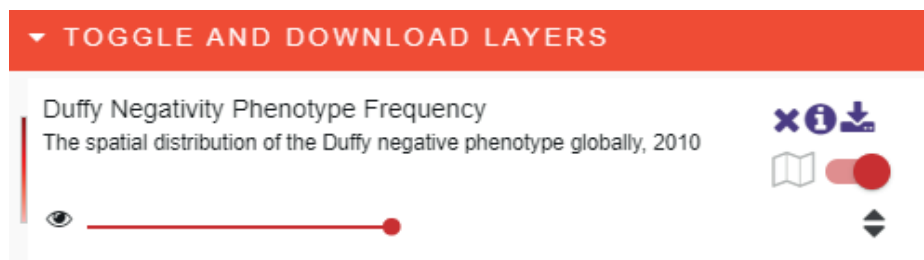 TOGGLE AND DOWNLOAD LAYERS
Duffy Negativity Phenotype Frequency
The spatial distribution of the Duffy negative phenotype globally, 2010